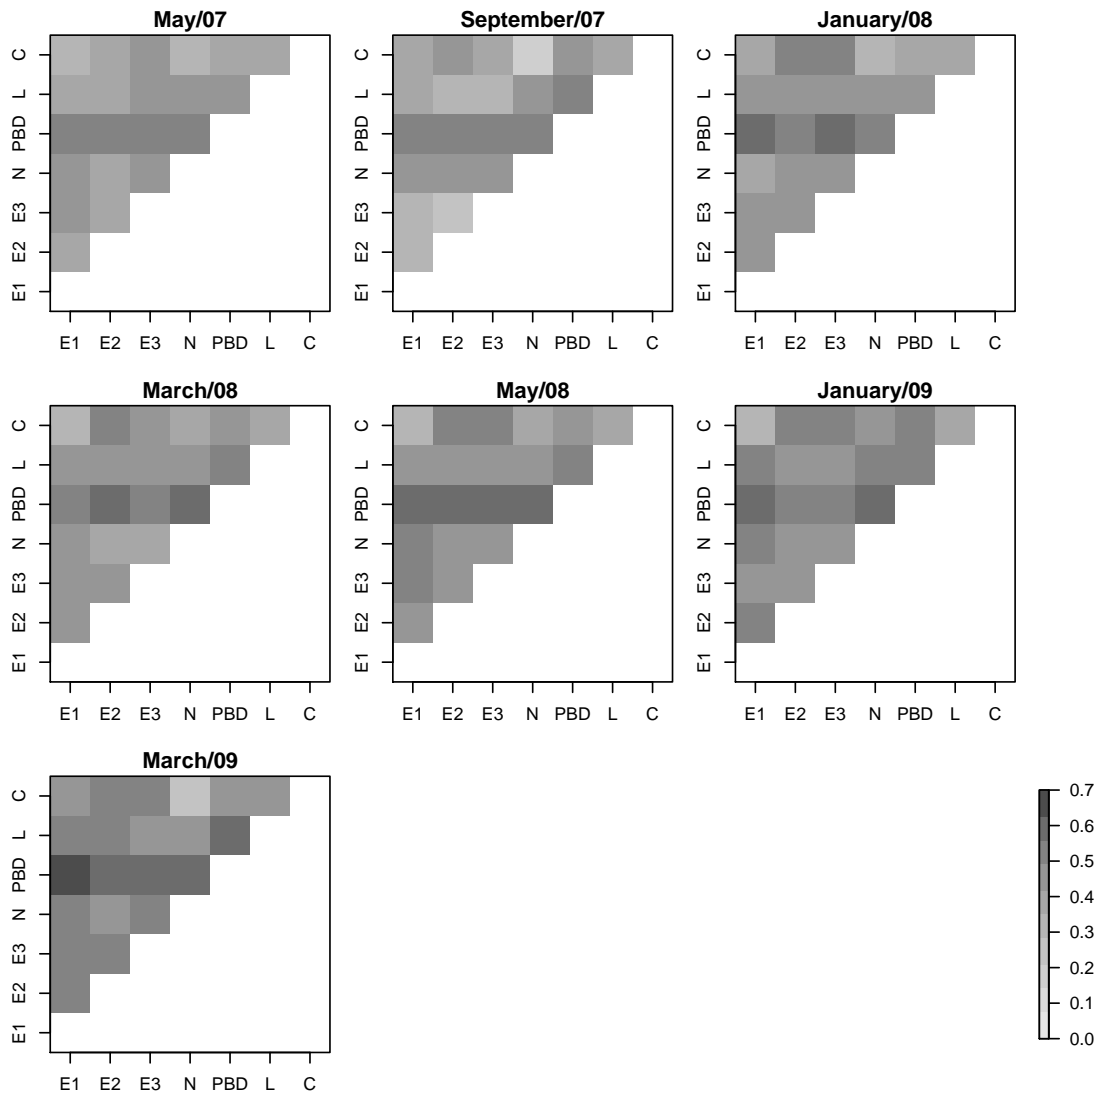 May/07
September/07
January/08
C
L
PBD
N
E3
E2
E1
E1 E2 E3 N PBD L C
C
L
PBD
N
E3
E2
E1
E1 E2 E3 N PBD L C
C
L
PBD
N
E3
E2
E1
E1 E2 E3 N PBD L C
March/08
May/08
January/09
C
L
PBD
N
E3
E2
E1
E1 E2 E3 N PBD L C
C
L
PBD
N
E3
E2
E1
E1 E2 E3 N PBD L C
C
L
PBD
N
E3
E2
E1
E1 E2 E3 N PBD L C
March/09
C
L
PBD
N
E3
E2
E1
E1 E2 E3 N PBD L C
0.7
0.6
0.5
0.4
0.3
0.2
0.1
0.0